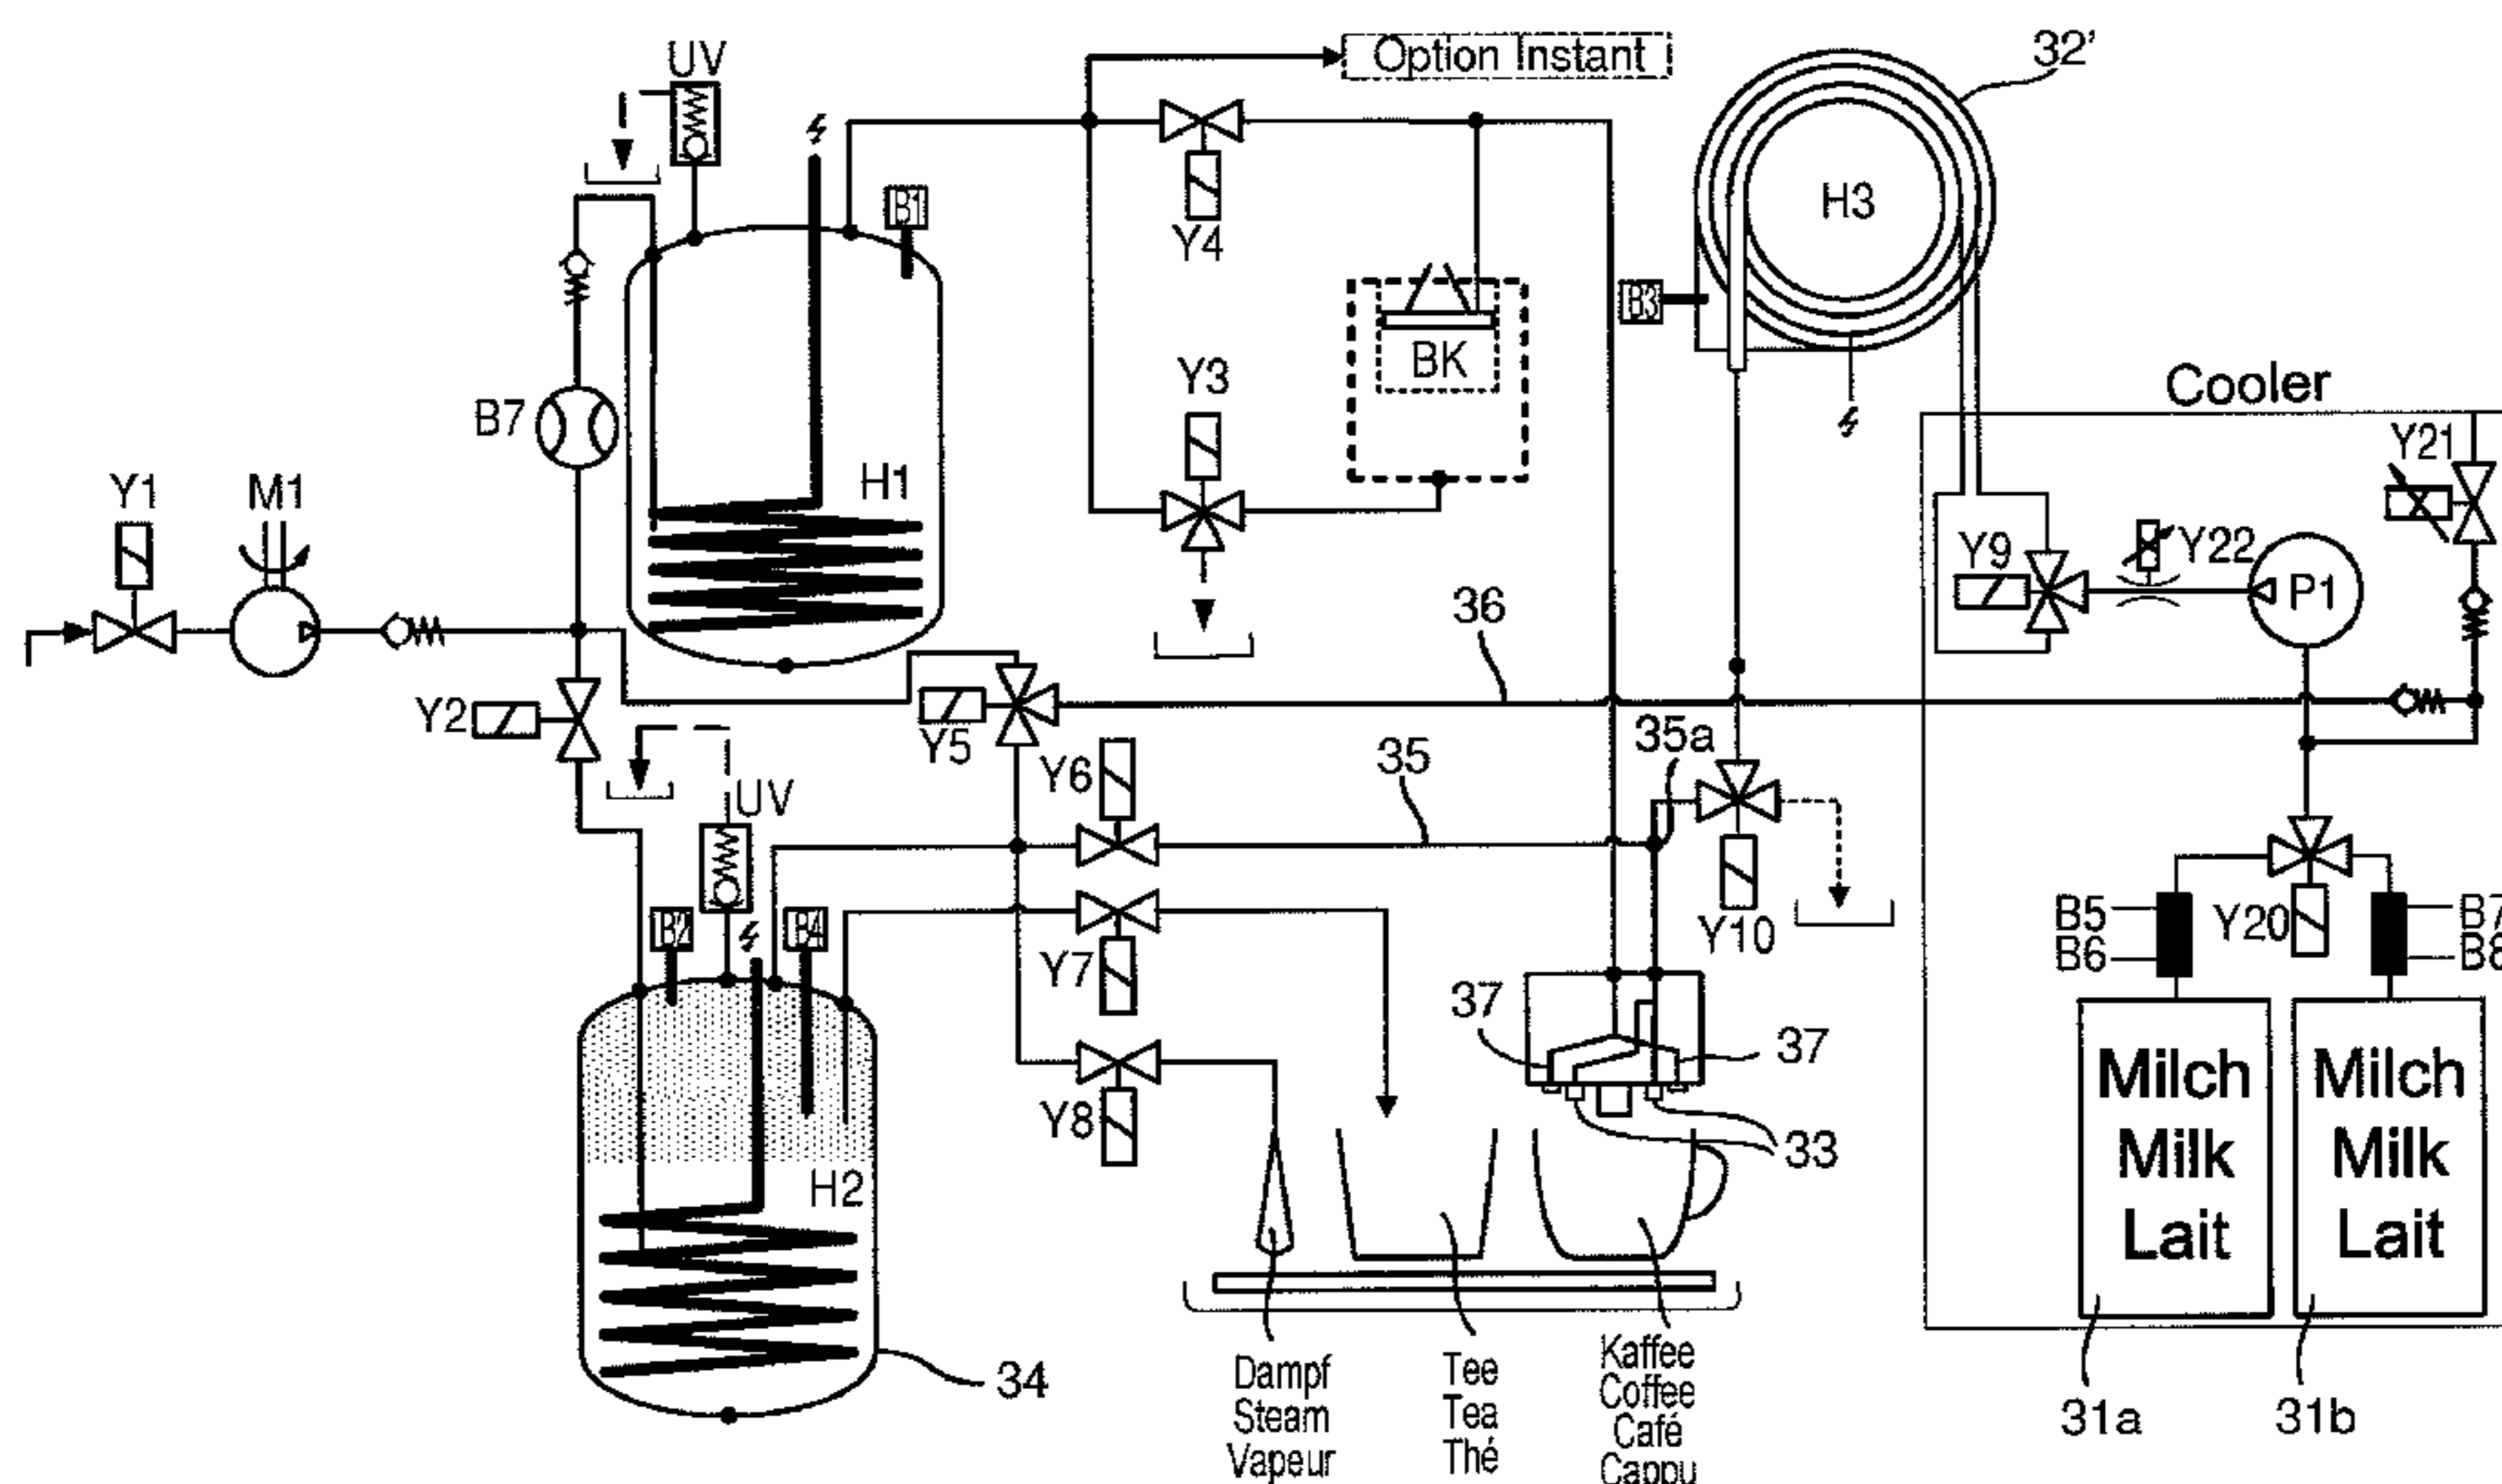 UV
Option Instant
32'
B1
H3
Y4
B3
Y3
BK
Cooler
B7
Y21
H1
Y1
M1
Y9
Y22
P1
36
Y2
Y5
35
35a
Y6
UV
B2
B4
Y7
Y10
B5
B6
Y20
B7
B8
37
37
Y8
33
H2
Milch
Milk
Lait
Milch
Milk
Lait
34
Dampf
Steam
Vapeur
Tee
Tea
Thé
Kaffee
Coffee
Café
Cappu
31a
31b